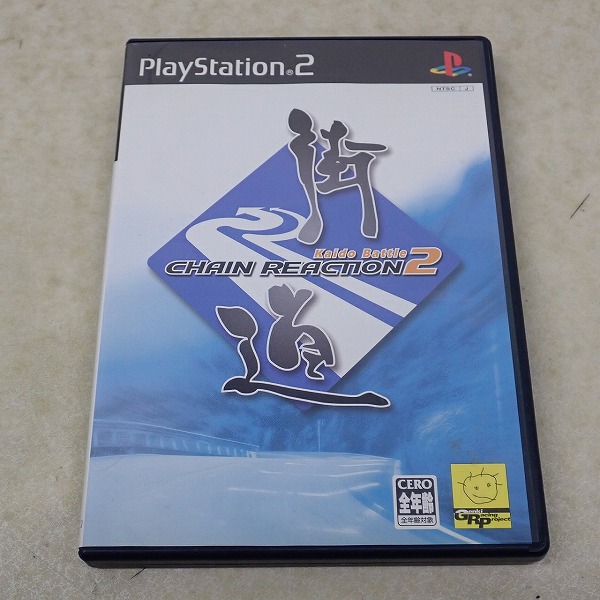 PlayStation®2
NTSC J
街
Kaido Battle
CHAIN REACTION 2
道
CERO
全年齢
全年齢対象
Genki
Racing
Project